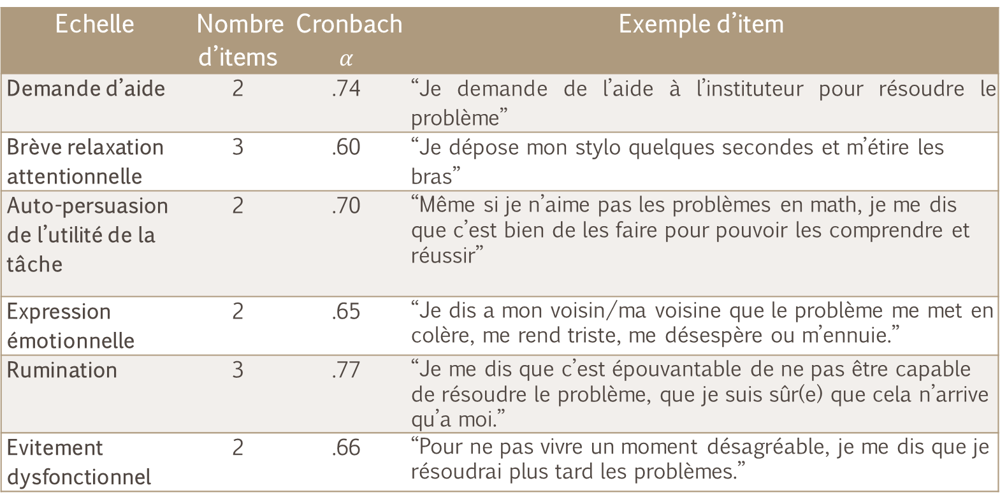 Echelle Nombre Cronbach Exemple d’item
d’items α
Demande d’aide 2 .74 “Je demande de l’aide à l’instituteur pour résoudre le
problème”
Brève relaxation 3 .60 “Je dépose mon stylo quelques secondes et m’étire les
attentionnelle bras”
Auto-persuasion 2 .70 “Même si je n’aime pas les problèmes en math, je me dis
de l’utilité de la que c’est bien de les faire pour pouvoir les comprendre et
tâche réussir”
Expression 2 .65 “Je dis a mon voisin/ma voisine que le problème me met en
émotionnelle colère, me rend triste, me désespère ou m’ennuie.”
Rumination 3 .77 “Je me dis que c’est épouvantable de ne pas être capable
de résoudre le problème, que je suis sûr(e) que cela n’arrive
qu’a moi.”
Evitement 2 .66 “Pour ne pas vivre un moment désagréable, je me dis que je
dysfonctionnel résoudrai plus tard les problèmes.”